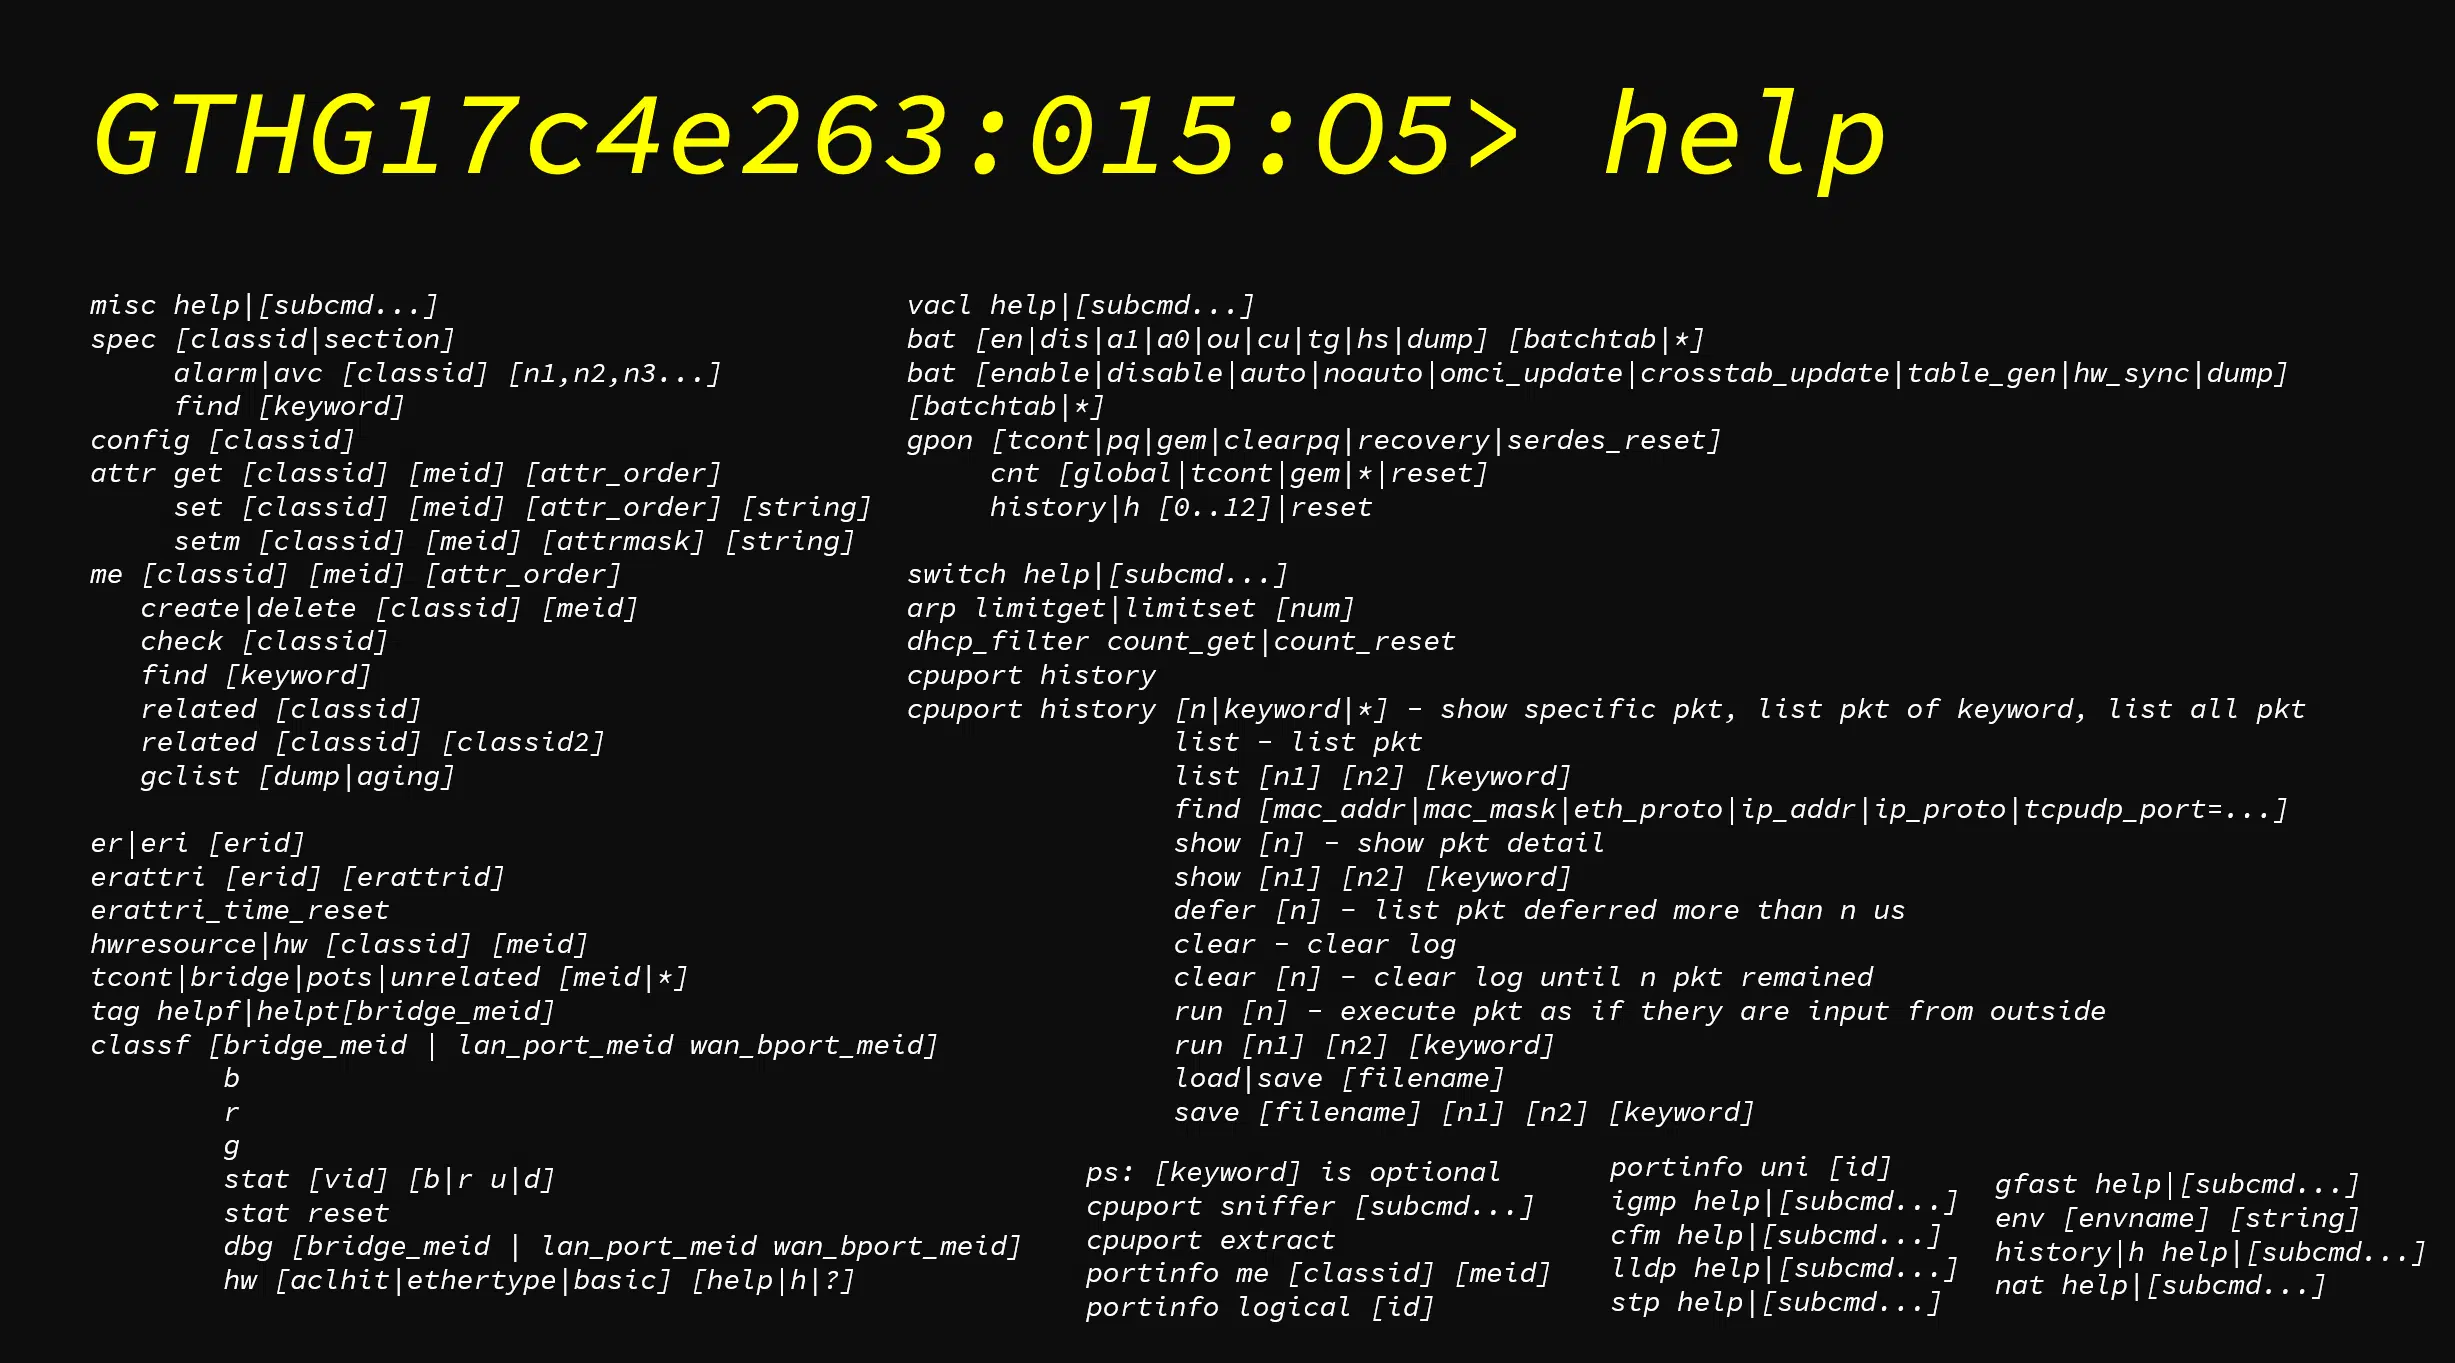 GTHG17c4e263:015:O5> help
misc help|[subcmd...]
spec [classid|section]
alarm|avc [classid] [n1,n2,n3...]
find [keyword]
config [classid]
attr get [classid] [meid] [attr_order]
set [classid] [meid] [attr_order] [string]
setm [classid] [meid] [attrmask] [string]
me [classid] [meid] [attr_order]
create|delete [classid] [meid]
check [classid]
find [keyword]
related [classid]
related [classid] [classid2]
gclist [dump|aging]
er|eri [erid]
erattri [erid] [erattrid]
erattri_time_reset
hwresource|hw [classid] [meid]
tcont|bridge|pots|unrelated [meid|*]
tag helpf|helpt[bridge_meid]
classf [bridge_meid | lan_port_meid wan_bport_meid]
b
r
g
stat [vid] [b|r u|d]
stat reset
dbg [bridge_meid | lan_port_meid wan_bport_meid]
hw [aclhit|ethertype|basic] [help|h|?]
vacl help|[subcmd...]
bat [en|dis|a1|a0|ou|cu|tg|hs|dump] [batchtab|*]
bat [enable|disable|auto|noauto|omci_update|crosstab_update|table_gen|hw_sync|dump]
[batchtab|*]
gpon [tcont|pq|gem|clearpq|recovery|serdes_reset]
cnt [global|tcont|gem|*|reset]
history|h [0..12]|reset
switch help|[subcmd...]
arp limitget|limitset [num]
dhcp_filter count_get|count_reset
cpuport history
cpuport history [n|keyword|*] - show specific pkt, list pkt of keyword, list all pkt
list - list pkt
list [n1] [n2] [keyword]
find [mac_addr|mac_mask|eth_proto|ip_addr|ip_proto|tcpudp_port=...]
show [n] - show pkt detail
show [n1] [n2] [keyword]
defer [n] - list pkt deferred more than n us
clear - clear log
clear [n] - clear log until n pkt remained
run [n] - execute pkt as if thery are input from outside
run [n1] [n2] [keyword]
load|save [filename]
save [filename] [n1] [n2] [keyword]
ps: [keyword] is optional
cpuport sniffer [subcmd...]
cpuport extract
portinfo me [classid] [meid]
portinfo logical [id]
portinfo uni [id]
igmp help|[subcmd...]
cfm help|[subcmd...]
lldp help|[subcmd...]
stp help|[subcmd...]
gfast help|[subcmd...]
env [envname] [string]
history|h help|[subcmd...]
nat help|[subcmd...]